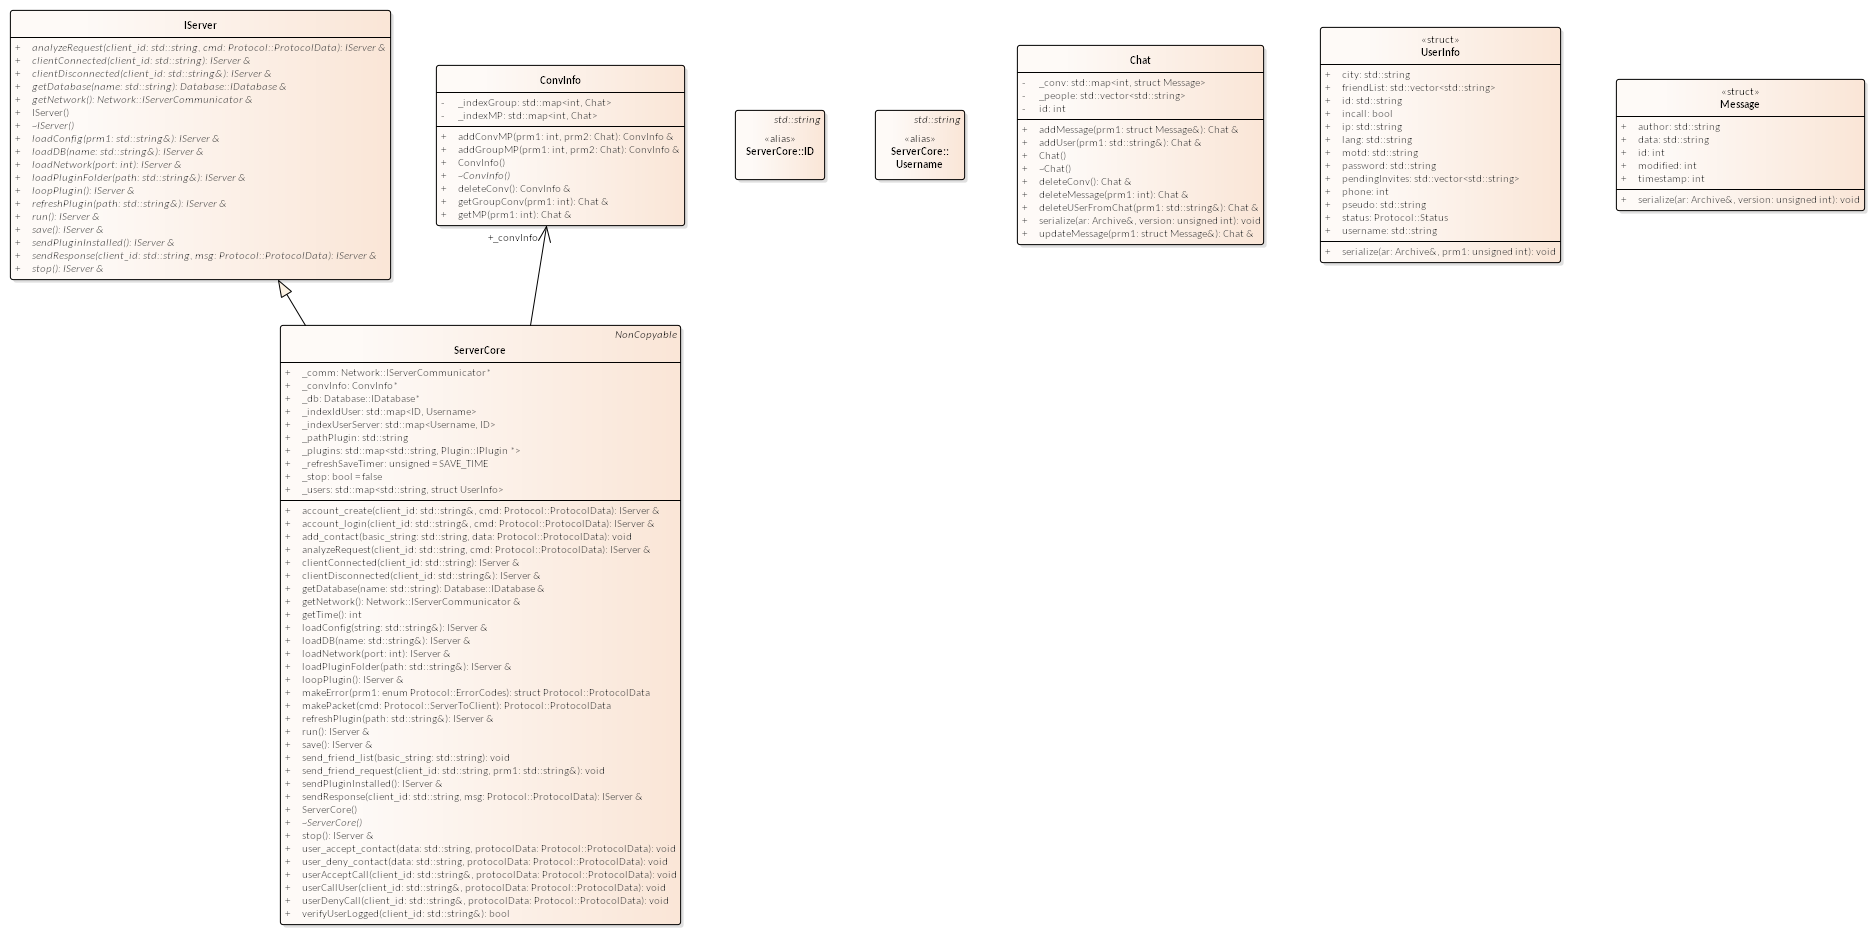 IServer
+ analyzeRequest(client_id: std::string, cmd: Protocol::ProtocolData): IServer &
+ clientConnected(client_id: std::string): IServer &
+ clientDisconnected(client_id: std::string&): IServer &
+ getDatabase(name: std::string): Database::IDatabase &
+ getNetwork(): Network::IServerCommunicator &
+ IServer()
+ ~IServer()
+ loadConfig(prm1: std::string&): IServer &
+ loadDB(name: std::string&): IServer &
+ loadNetwork(port: int): IServer &
+ loadPluginFolder(path: std::string&): IServer &
+ loopPlugin(): IServer &
+ refreshPlugin(path: std::string&): IServer &
+ run(): IServer &
+ save(): IServer &
+ sendPluginInstalled(): IServer &
+ sendResponse(client_id: std::string, msg: Protocol::ProtocolData): IServer &
+ stop(): IServer &
ConvInfo
- _indexGroup: std::map<int, Chat>
- _indexMP: std::map<int, Chat>
+ addConvMP(prm1: int, prm2: Chat): ConvInfo &
+ addGroupMP(prm1: int, prm2: Chat): ConvInfo &
+ ConvInfo()
+ ~ConvInfo()
+ deleteConv(): ConvInfo &
+ getGroupConv(prm1: int): Chat &
+ getMP(prm1: int): Chat &
+_convInfo
std::string
«alias»
ServerCore::ID
std::string
«alias»
ServerCore::
Username
Chat
- _conv: std::map<int, struct Message>
- _people: std::vector<std::string>
- id: int
+ addMessage(prm1: struct Message&): Chat &
+ addUser(prm1: std::string&): Chat &
+ Chat()
+ ~Chat()
+ deleteConv(): Chat &
+ deleteMessage(prm1: int): Chat &
+ deleteUSerFromChat(prm1: std::string&): Chat &
+ serialize(ar: Archive&, version: unsigned int): void
+ updateMessage(prm1: struct Message&): Chat &
«struct»
UserInfo
+ city: std::string
+ friendList: std::vector<std::string>
+ id: std::string
+ incall: bool
+ ip: std::string
+ lang: std::string
+ motd: std::string
+ password: std::string
+ pendingInvites: std::vector<std::string>
+ phone: int
+ pseudo: std::string
+ status: Protocol::Status
+ username: std::string
+ serialize(ar: Archive&, prm1: unsigned int): void
«struct»
Message
+ author: std::string
+ data: std::string
+ id: int
+ modified: int
+ timestamp: int
+ serialize(ar: Archive&, version: unsigned int): void
NonCopyable
ServerCore
+ _comm: Network::IServerCommunicator*
+ _convInfo: ConvInfo*
+ _db: Database::IDatabase*
+ _indexIdUser: std::map<ID, Username>
+ _indexUserServer: std::map<Username, ID>
+ _pathPlugin: std::string
+ _plugins: std::map<std::string, Plugin::IPlugin *>
+ _refreshSaveTimer: unsigned = SAVE_TIME
+ _stop: bool = false
+ _users: std::map<std::string, struct UserInfo>
+ account_create(client_id: std::string&, cmd: Protocol::ProtocolData): IServer &
+ account_login(client_id: std::string&, cmd: Protocol::ProtocolData): IServer &
+ add_contact(basic_string: std::string, data: Protocol::ProtocolData): void
+ analyzeRequest(client_id: std::string, cmd: Protocol::ProtocolData): IServer &
+ clientConnected(client_id: std::string): IServer &
+ clientDisconnected(client_id: std::string&): IServer &
+ getDatabase(name: std::string): Database::IDatabase &
+ getNetwork(): Network::IServerCommunicator &
+ getTime(): int
+ loadConfig(string: std::string&): IServer &
+ loadDB(name: std::string&): IServer &
+ loadNetwork(port: int): IServer &
+ loadPluginFolder(path: std::string&): IServer &
+ loopPlugin(): IServer &
+ makeError(prm1: enum Protocol::ErrorCodes): struct Protocol::ProtocolData
+ makePacket(cmd: Protocol::ServerToClient): Protocol::ProtocolData
+ refreshPlugin(path: std::string&): IServer &
+ run(): IServer &
+ save(): IServer &
+ send_friend_list(basic_string: std::string): void
+ send_friend_request(client_id: std::string, prm1: std::string&): void
+ sendPluginInstalled(): IServer &
+ sendResponse(client_id: std::string, msg: Protocol::ProtocolData): IServer &
+ ServerCore()
+ ~ServerCore()
+ stop(): IServer &
+ user_accept_contact(data: std::string, protocolData: Protocol::ProtocolData): void
+ user_deny_contact(data: std::string, protocolData: Protocol::ProtocolData): void
+ userAcceptCall(client_id: std::string&, protocolData: Protocol::ProtocolData): void
+ userCallUser(client_id: std::string&, protocolData: Protocol::ProtocolData): void
+ userDenyCall(client_id: std::string&, protocolData: Protocol::ProtocolData): void
+ verifyUserLogged(client_id: std::string&): bool